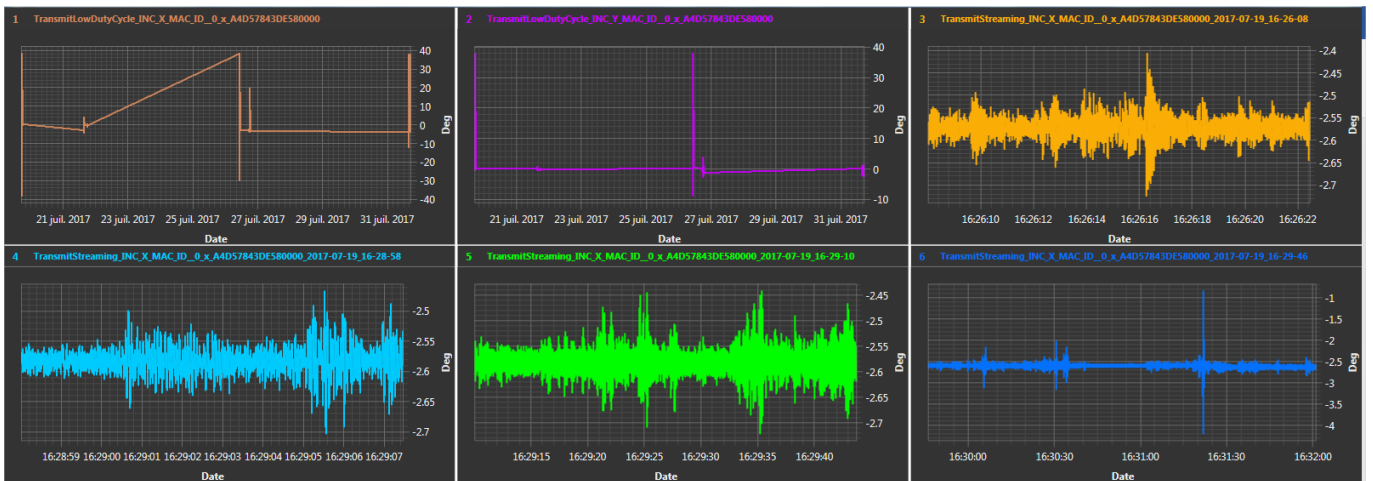 1 TransmitLowDutyCycle_INC_X_MAC_ID__0_x_A4D57843DE580000
40
30
20
10
0
-10
-20
-30
-40
Deg
21 juil. 2017 23 juil. 2017 25 juil. 2017 27 juil. 2017 29 juil. 2017 31 juil. 2017
Date
2 TransmitLowDutyCycle_INC_Y_MAC_ID__0_x_A4D57843DE580000
40
30
20
10
0
-10
Deg
21 juil. 2017 23 juil. 2017 25 juil. 2017 27 juil. 2017 29 juil. 2017 31 juil. 2017
Date
3 TransmitStreaming_INC_X_MAC_ID__0_x_A4D57843DE580000_2017-07-19_16-26-08
-2.4
-2.45
-2.5
-2.55
-2.6
-2.65
-2.7
Deg
16:26:10 16:26:12 16:26:14 16:26:16 16:26:18 16:26:20 16:26:22
Date
4 TransmitStreaming_INC_X_MAC_ID__0_x_A4D57843DE580000_2017-07-19_16-28-58
-2.5
-2.55
-2.6
-2.65
-2.7
Deg
16:28:59 16:29:00 16:29:01 16:29:02 16:29:03 16:29:04 16:29:05 16:29:06 16:29:07
Date
5 TransmitStreaming_INC_X_MAC_ID__0_x_A4D57843DE580000_2017-07-19_16-29-10
-2.45
-2.5
-2.55
-2.6
-2.65
-2.7
Deg
16:29:15 16:29:20 16:29:25 16:29:30 16:29:35 16:29:40
Date
6 TransmitStreaming_INC_X_MAC_ID__0_x_A4D57843DE580000_2017-07-19_16-29-46
-1
-1.5
-2
-2.5
-3
-3.5
-4
Deg
16:30:00 16:30:30 16:31:00 16:31:30 16:32:00
Date